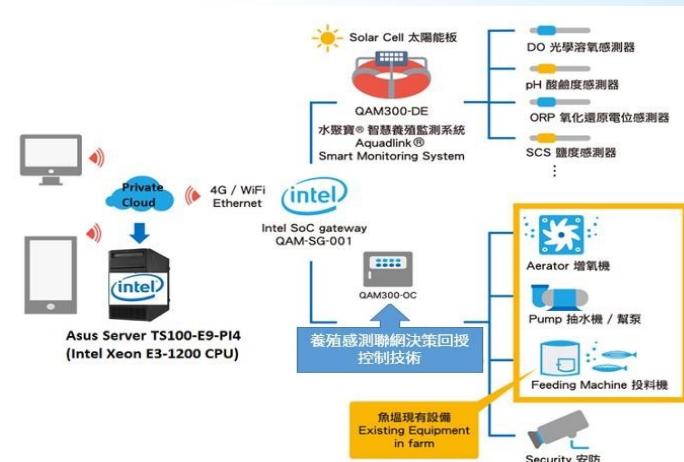 Solar Cell 太陽能板
QAM300-DE
水聚寶® 智慧養殖監測系統
Aquadlink®
Smart Monitoring System
DO 光學溶氧感測器
pH 酸鹼度感測器
ORP 氧化還原電位感測器
SCS 鹽度感測器
Private
Cloud
4G / WiFi
Ethernet
intel
Intel SoC gateway
QAM-SG-001
intel
Asus Server TS100-E9-PI4
(Intel Xeon E3-1200 CPU)
QAM300-OC
養殖感測聯網決策回授
控制技術
Aerator 增氧機
Pump 抽水機 / 幫泵
Feeding Machine 投料機
魚塭現有設備
Existing Equipment
in farm
Security 安防